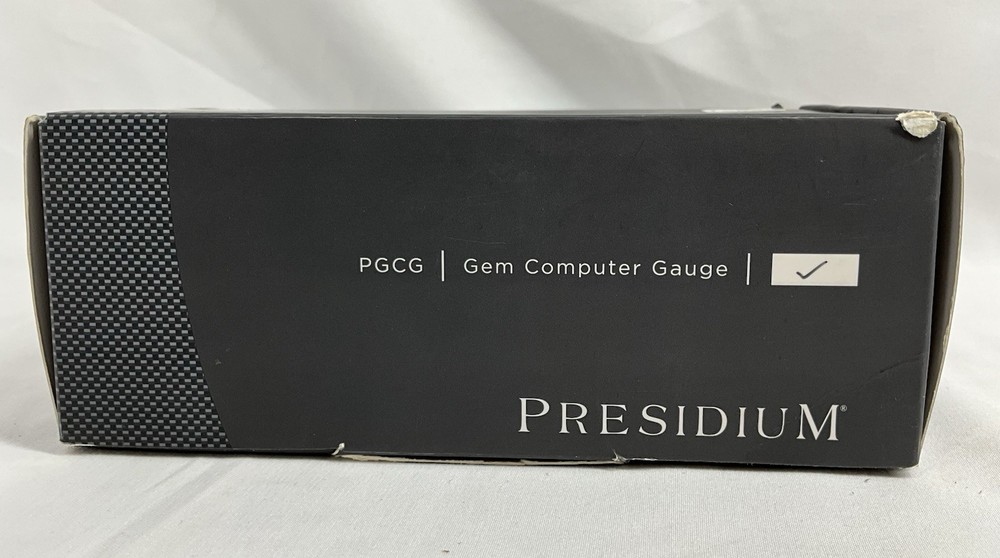 PGCG | Gem Computer Gauge | ✓
PRESIDIUM®